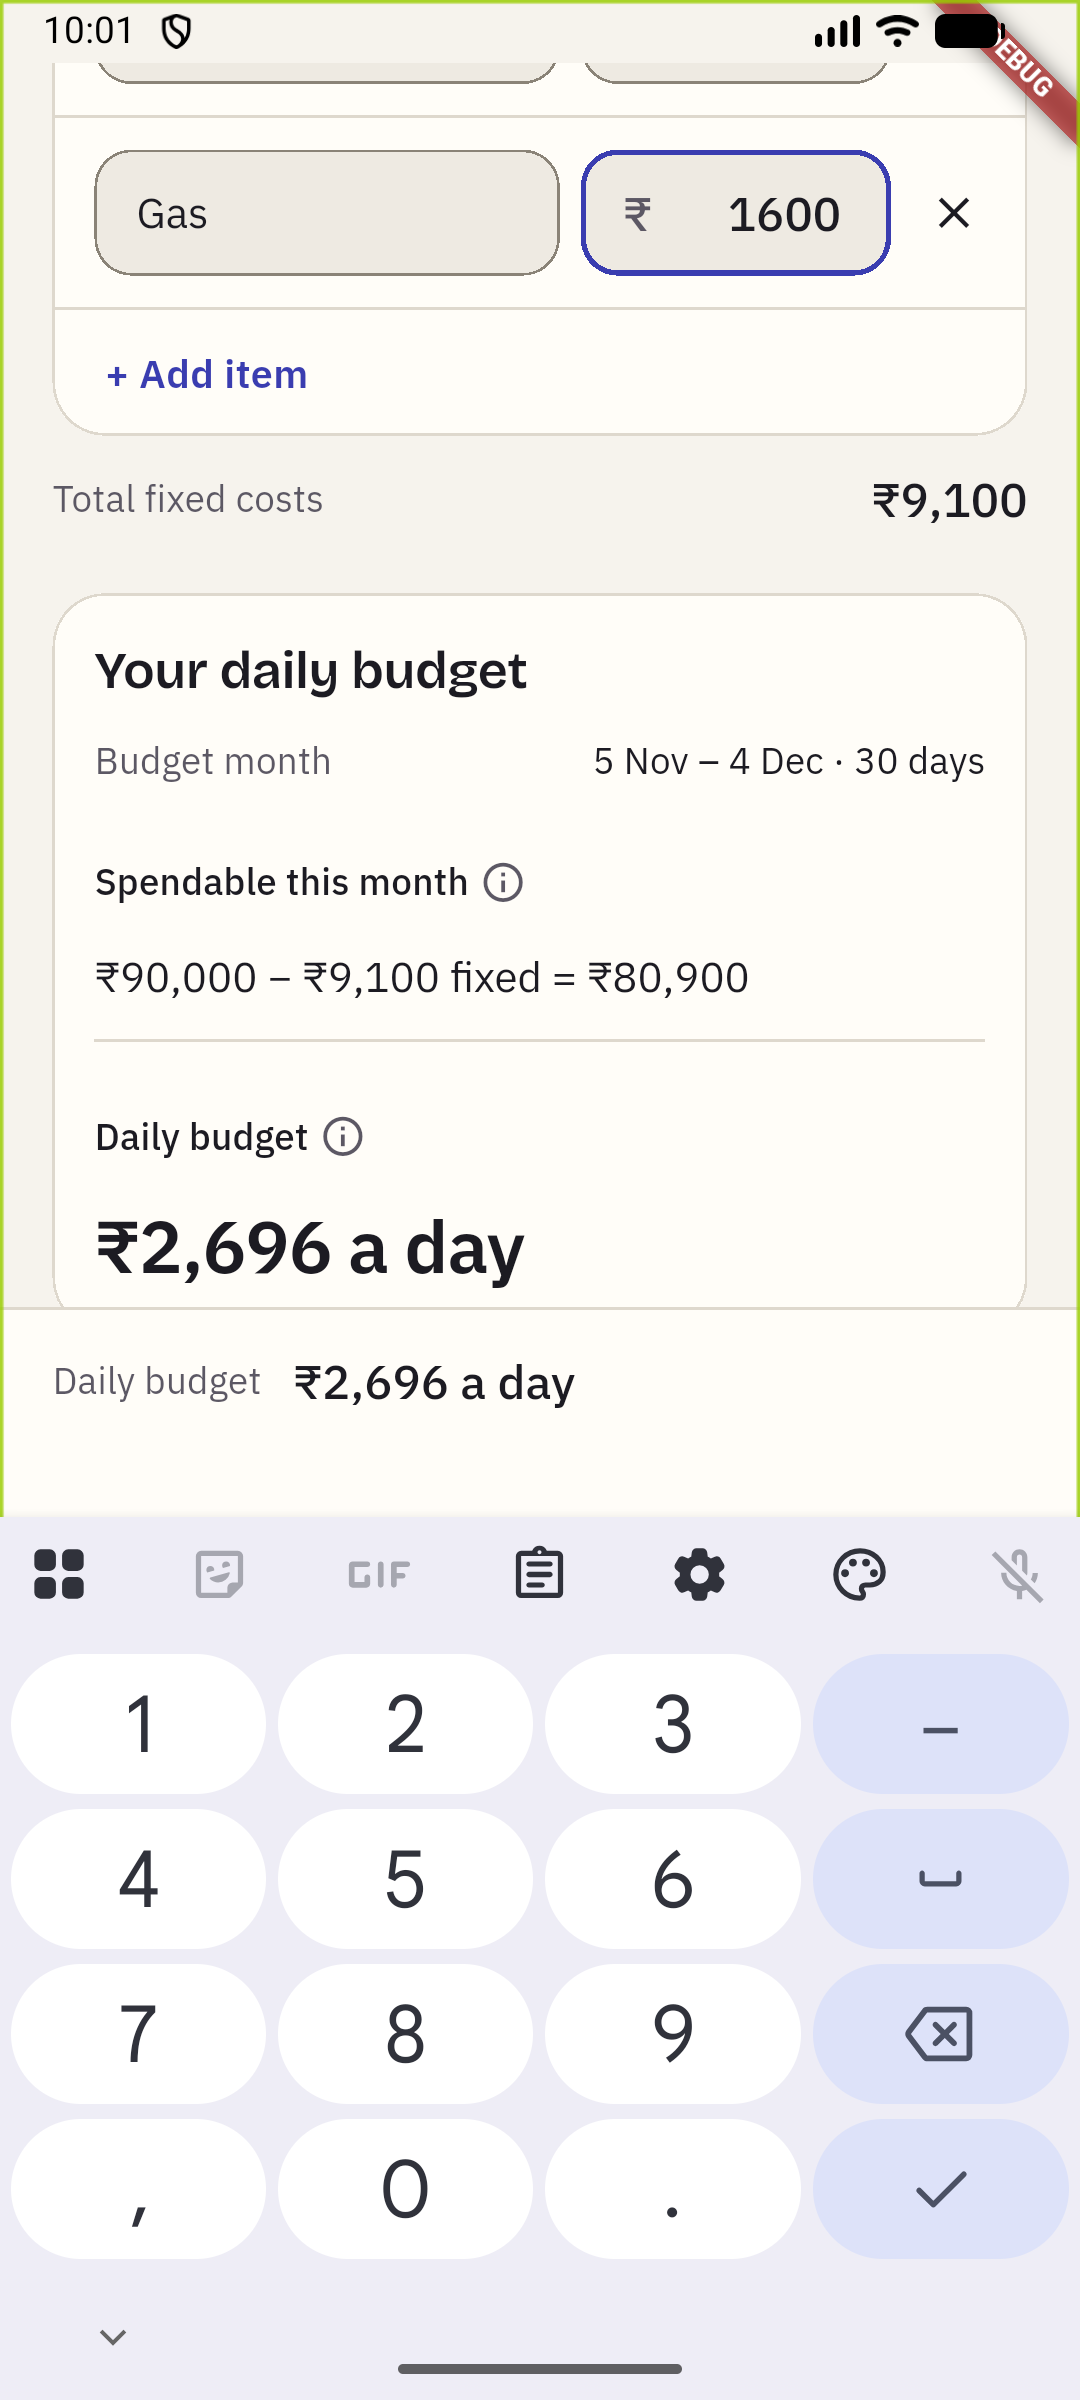 10:01
EBUG
Gas
₹ 1600
+ Add item
Total fixed costs ₹9,100
Your daily budget
Budget month 5 Nov – 4 Dec · 30 days
Spendable this month
₹90,000 – ₹9,100 fixed = ₹80,900
Daily budget
₹2,696 a day
Daily budget ₹2,696 a day
GIF
1 2 3 –
4 5 6
7 8 9
, 0 .